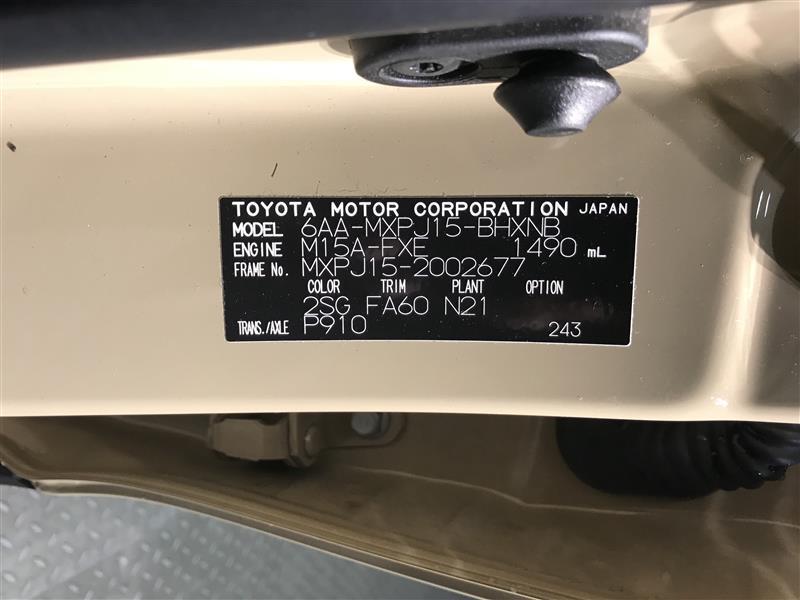 TOYOTA MOTOR CORPORATION JAPAN
MODEL 6AA-MXPJ15-BHXNB
ENGINE M15A-FXE 1490 mL
FRAME No. MXPJ15-2002677
COLOR TRIM PLANT OPTION
2SG FA60 N21
TRANS./AXLE P910 243